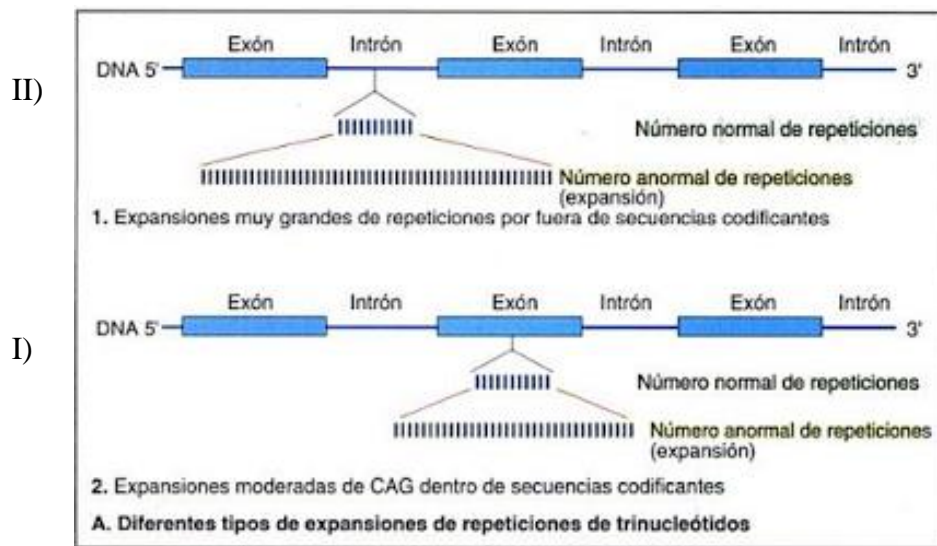 Exón Intrón Intrón Exón Intrón
DNA 5' 3'
II)
Número normal de repeticiones
Número anormal de repeticiones
(expansión)
1. Expansiones muy grandes de repeticiones por fuera de secuencias codificantes
Exón Intrón Exón Intrón Exón Intrón
DNA 5' 3'
I)
Número normal de repeticiones
Número anormal de repeticiones
(expansión)
2. Expansiones moderadas de CAG dentro de secuencias codificantes
A. Diferentes tipos de expansiones de repeticiones de trinucleótidos